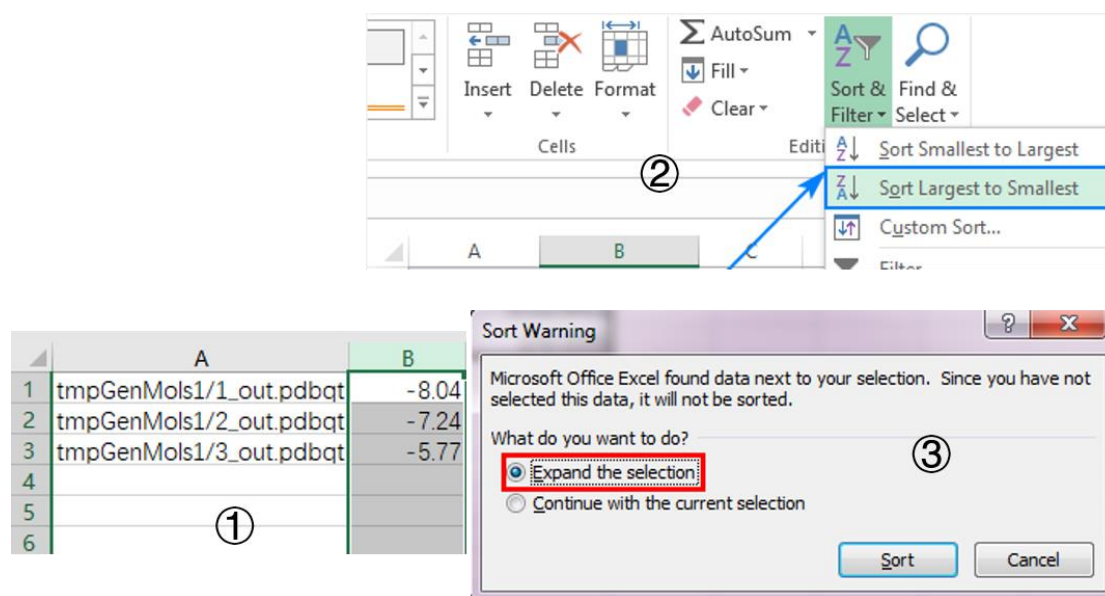 AutoSum
Fill
Clear
Insert Delete Format
Cells
Sort & Find &
Filter Select
Editi
Sort Smallest to Largest
Sort Largest to Smallest
Custom Sort...
Filter
②
A B C
A B
1 tmpGenMols1/1_out.pdbqt -8.04
2 tmpGenMols1/2_out.pdbqt -7.24
3 tmpGenMols1/3_out.pdbqt -5.77
4
5
6
①
Sort Warning
Microsoft Office Excel found data next to your selection. Since you have not
selected this data, it will not be sorted.
What do you want to do?
Expand the selection
Continue with the current selection
③
Sort Cancel